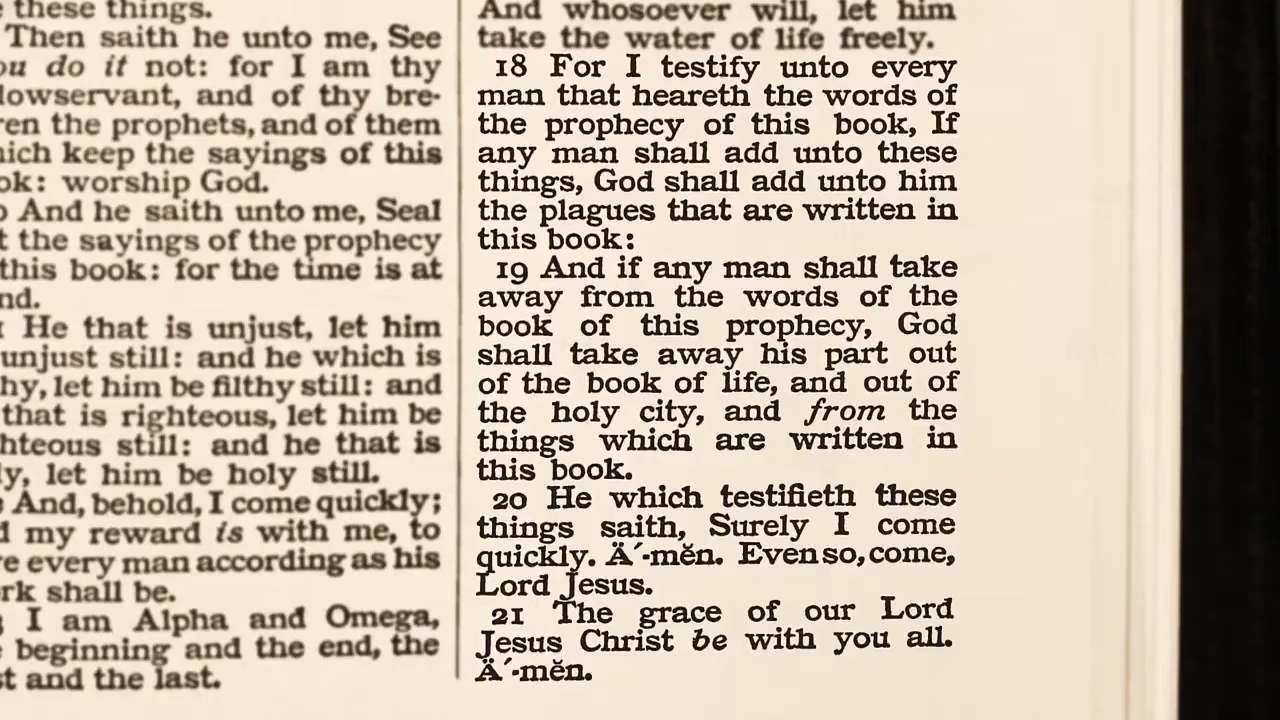 these things.
Then saith he unto me, See
do it not: for I am thy
and of thy bre-
the prophets, and of them
keep the sayings of this
worship God.
And he saith unto me, Seal
the sayings of the prophecy
this book: for the time is at
He that is unjust, let him
unjust still: and he which is
let him be filthy still: and
that is righteous, let him be
still: and he that is
let him be holy still.
And, behold, I come quickly;
my reward is with me, to
every man according as his
shall be.
I am Alpha and Omega,
beginning and the end, the
and the last.
And whosoever will, let him
take the water of life freely.
18 For I testify unto every
man that heareth the words of
the prophecy of this book, If
any man shall add unto these
things, God shall add unto him
the plagues that are written in
this book:
19 And if any man shall take
away from the words of the
book of this prophecy, God
shall take away his part out
of the book of life, and out of
the holy city, and from the
things which are written in
this book.
20 He which testifieth these
things saith, Surely I come
quickly. Ä´-mĕn. Even so, come,
Lord Jesus.
21 The grace of our Lord
Jesus Christ be with you all.
Ä´-mĕn.